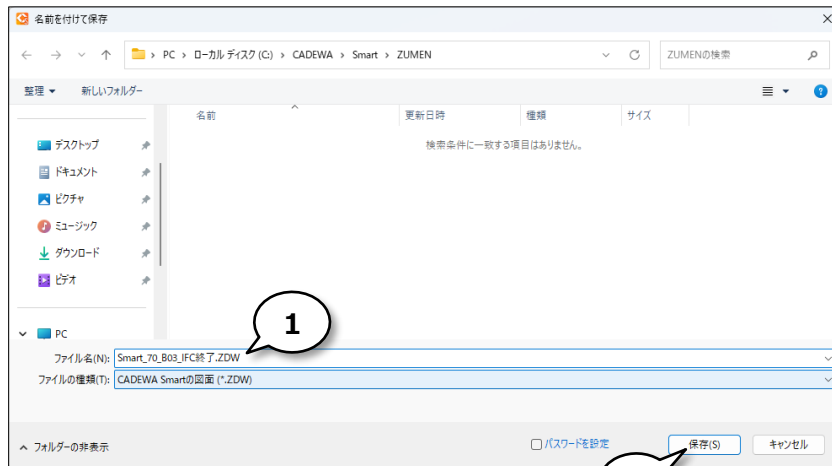 名前を付けて保存
PC › ローカル ディスク (C:) › CADEWA › Smart › ZUMEN
ZUMENの検索
整理 新しいフォルダー
名前 更新日時 種類 サイズ
検索条件に一致する項目はありません。
デスクトップ
ドキュメント
ピクチャ
ミュージック
ダウンロード
ビデオ
PC
1
ファイル名(N): Smart_70_B03_IFC終了.ZDW
ファイルの種類(T): CADEWA Smartの図面 (*.ZDW)
フォルダーの非表示 パスワードを設定 保存(S) キャンセル